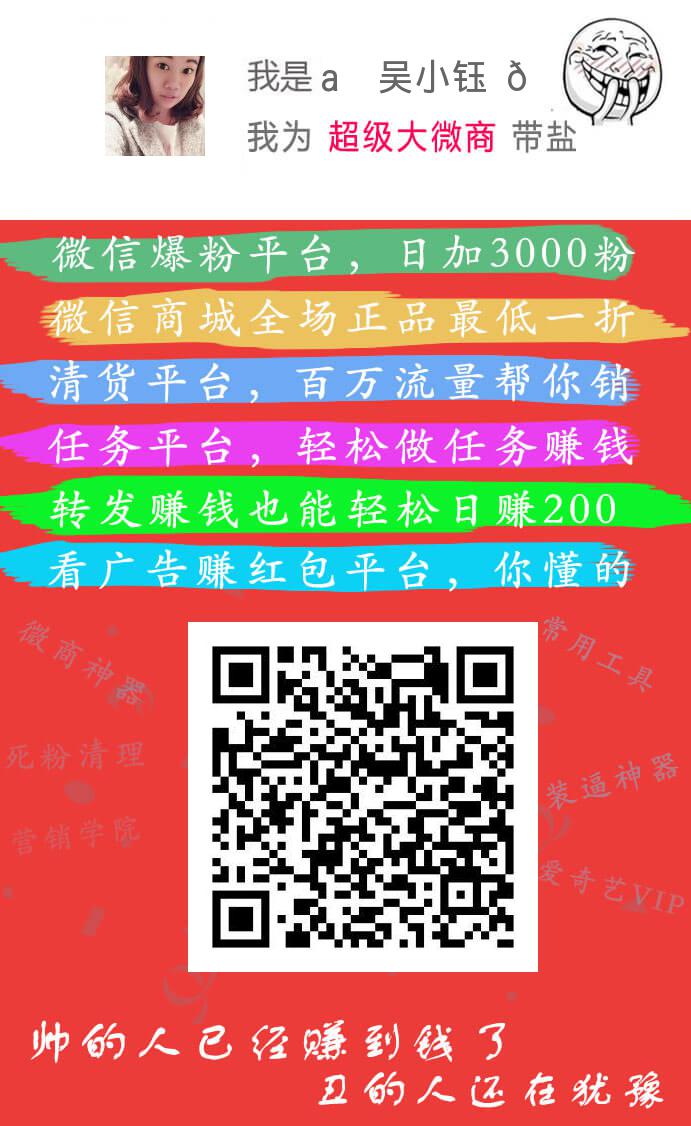 我是 a 吴小钰 ð
我为 超级大微商 带盐
微信爆粉平台，日加3000粉
微信商城全场正品最低一折
清货平台，百万流量帮你销
任务平台，轻松做任务赚钱
转发赚钱也能轻松日赚200
看广告赚红包平台，你懂的
微商神器
常用工具
死粉清理
装逼神器
营销学院
爱奇艺VIP
帅的人已经赚到钱了
丑的人还在犹豫